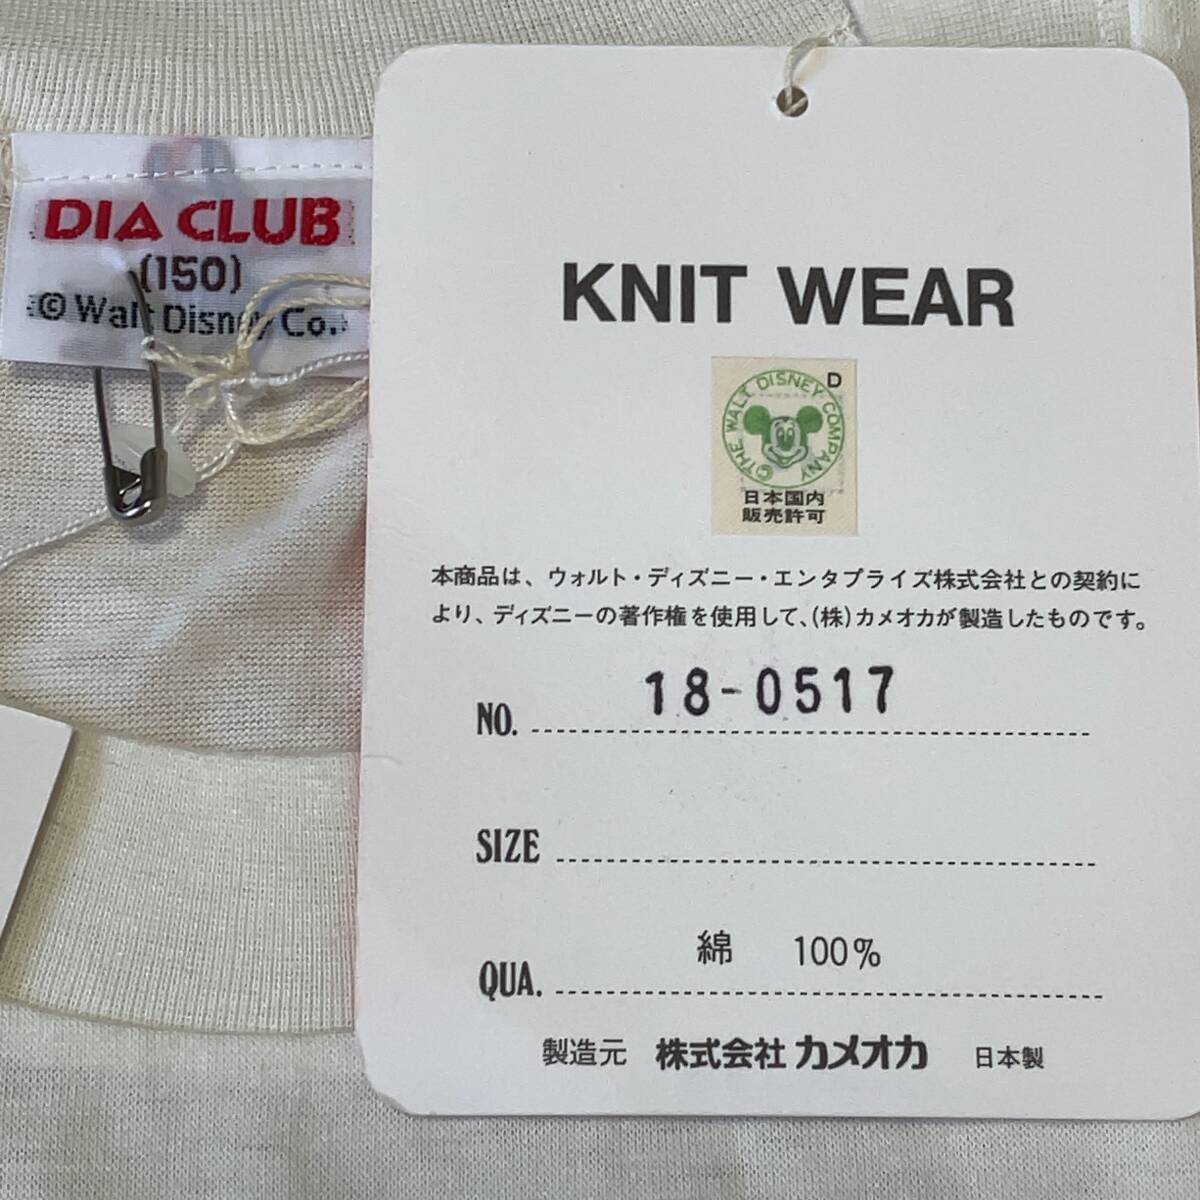 DIA CLUB
(150)
© Walt Disney Co.
KNIT WEAR
D
©THE WALT DISNEY COMPANY
日本国内
販売許可
本商品は、ウォルト・ディズニー・エンタプライズ株式会社との契約に
より、ディズニーの著作権を使用して、(株)カメオカが製造したものです。
NO. 18-0517
SIZE
QUA. 綿 100%
製造元 株式会社 カメオカ 日本製